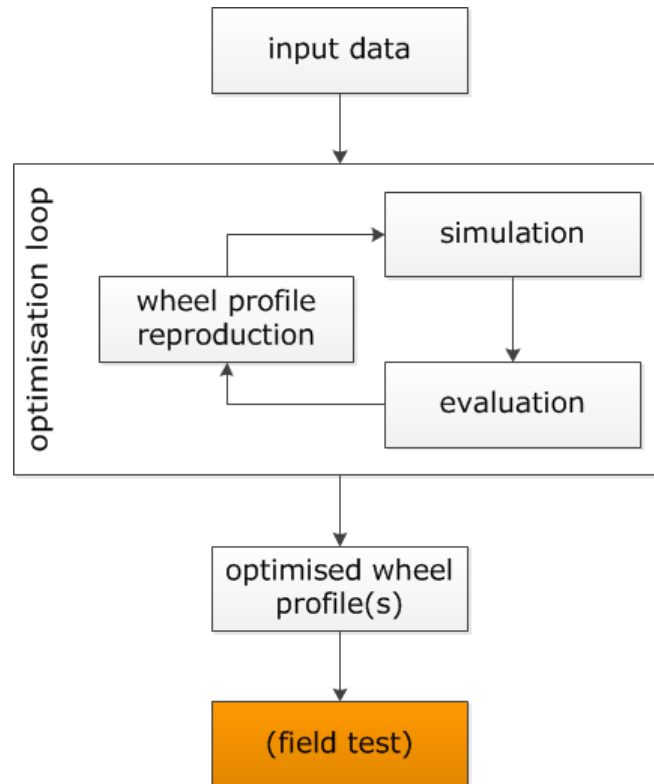 input data
optimisation loop
simulation
wheel profile
reproduction
evaluation
optimised wheel
profile(s)
(field test)